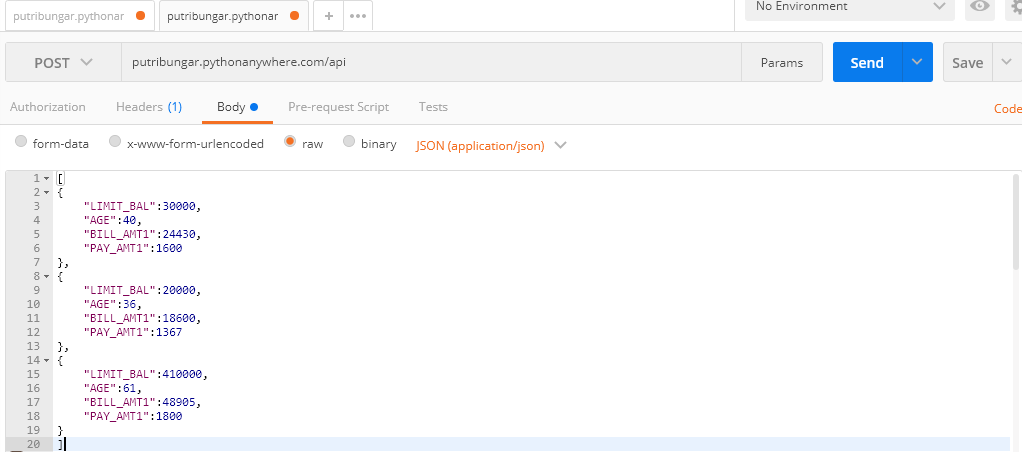 putribungar.pythonar
putribungar.pythonar
+
•••
No Environment
POST
putribungar.pythonanywhere.com/api
Params
Send
Save
Authorization
Headers (1)
Body
Pre-request Script
Tests
Code
form-data
x-www-form-urlencoded
raw
binary
JSON (application/json)
1 [
2 {
3 "LIMIT_BAL":30000,
4 "AGE":40,
5 "BILL_AMT1":24430,
6 "PAY_AMT1":1600
7 },
8 {
9 "LIMIT_BAL":20000,
10 "AGE":36,
11 "BILL_AMT1":18600,
12 "PAY_AMT1":1367
13 },
14 {
15 "LIMIT_BAL":410000,
16 "AGE":61,
17 "BILL_AMT1":48905,
18 "PAY_AMT1":1800
19 }
20 ]